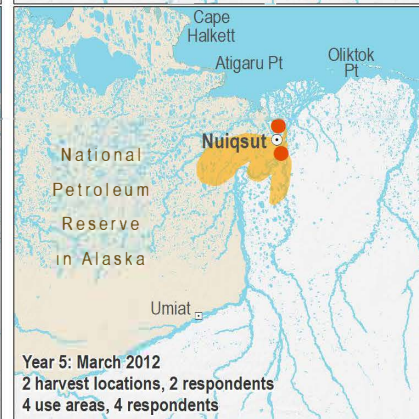 Cape
Halkett
Atigaru Pt
Oliktok
Pt
Nuiqsut
National
Petroleum
Reserve
in Alaska
Umiat
Year 5: March 2012
2 harvest locations, 2 respondents
4 use areas, 4 respondents